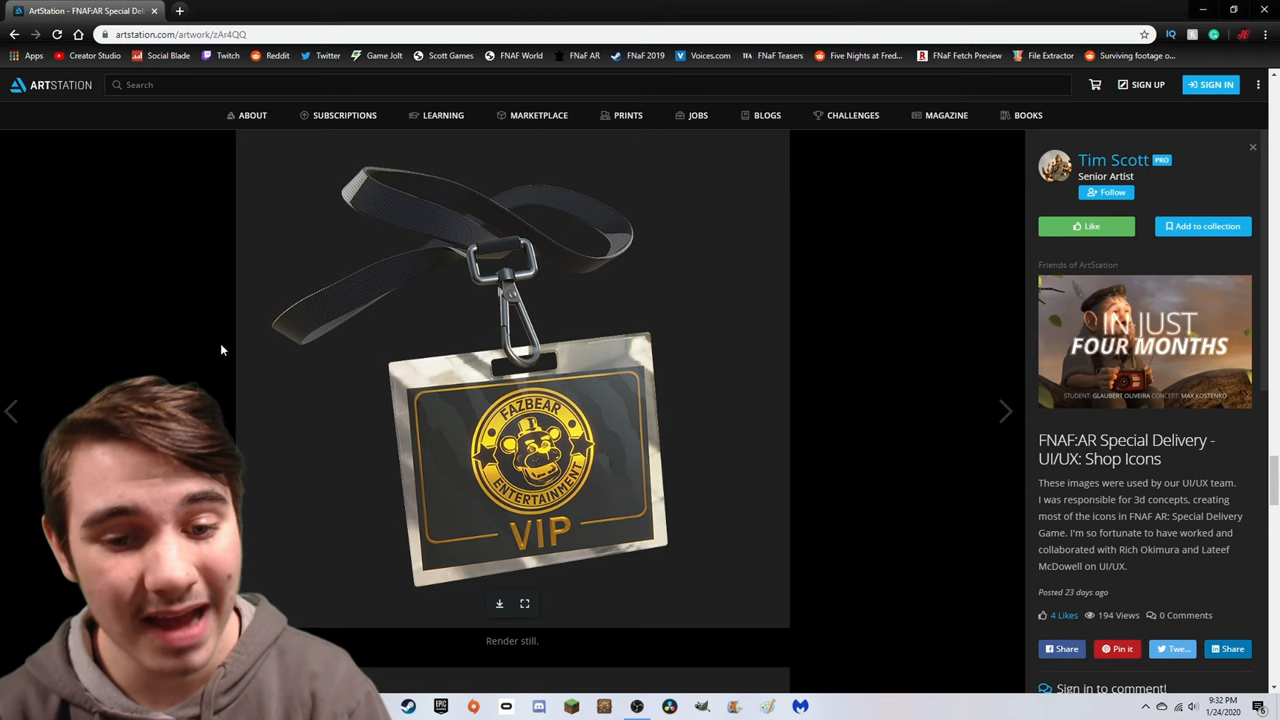 ArtStation - FNAF:AR Special Del
artstation.com/artwork/zAr4QQ
Apps
Creator Studio
Social Blade
Twitch
Reddit
Twitter
Game Jolt
Scott Games
FNAF World
FNaF AR
FNaF 2019
Voices.com
FNaF Teasers
Five Nights at Fred...
FNaF Fetch Preview
File Extractor
Surviving footage o...
ARTSTATION
Search
SIGN UP
SIGN IN
ABOUT
SUBSCRIPTIONS
LEARNING
MARKETPLACE
PRINTS
JOBS
BLOGS
CHALLENGES
MAGAZINE
BOOKS
FAZBEAR
ENTERTAINMENT
VIP
Render still.
Tim Scott PRO
Senior Artist
Follow
Like
Add to collection
Friends of ArtStation
IN JUST
FOUR MONTHS
STUDENT: GLAUBERT OLIVEIRA CONCEPT: MAX KOSTENKO
FNAF:AR Special Delivery -
UI/UX: Shop Icons
These images were used by our UI/UX team.
I was responsible for 3d concepts, creating
most of the icons in FNAF AR: Special Delivery
Game. I'm so fortunate to have worked and
collaborated with Rich Okimura and Lateef
McDowell on UI/UX.
Posted 23 days ago
4 Likes 194 Views 0 Comments
Share
Pin it
Twe...
Share
Sign in to comment!
9:32 PM
1/24/2020